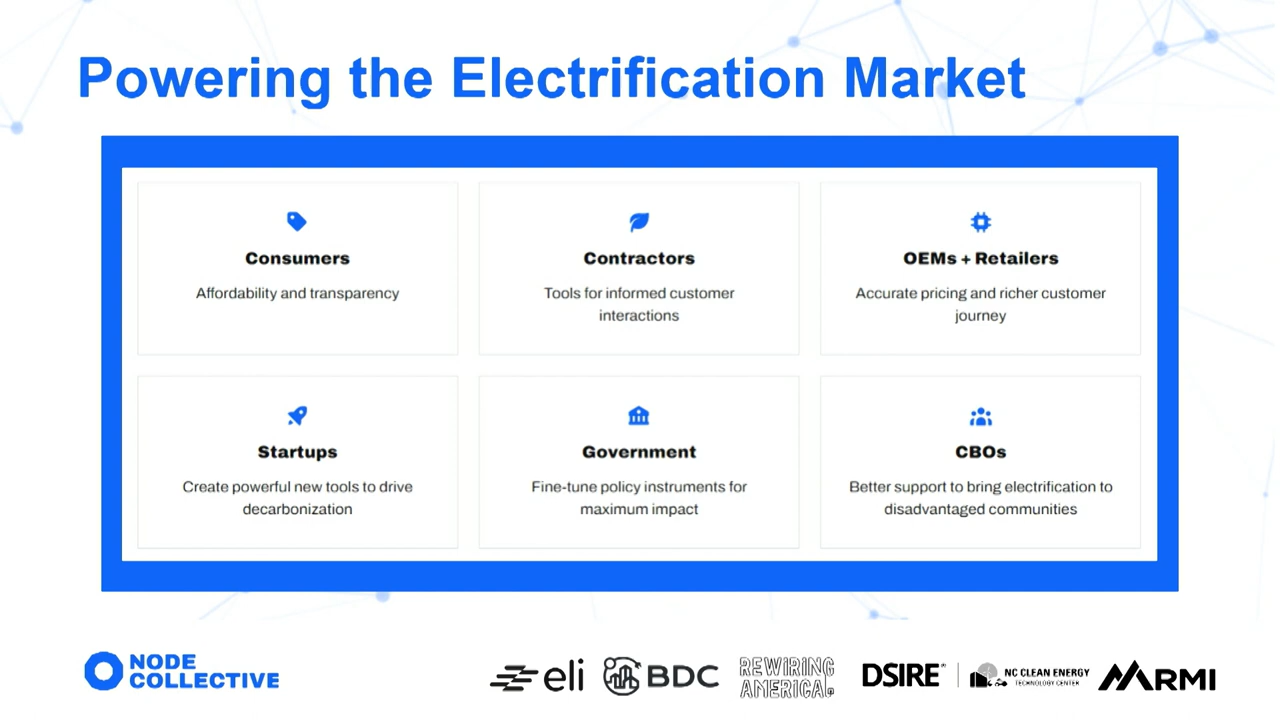 Powering the Electrification Market
Consumers
Affordability and transparency
Contractors
Tools for informed customer
interactions
OEMs + Retailers
Accurate pricing and richer customer
journey
Startups
Create powerful new tools to drive
decarbonization
Government
Fine-tune policy instruments for
maximum impact
CBOs
Better support to bring electrification to
disadvantaged communities
NODE
COLLECTIVE
eli
BDC
REWIRING
AMERICA
DSIRE®
NC CLEAN ENERGY
TECHNOLOGY CENTER
RMI